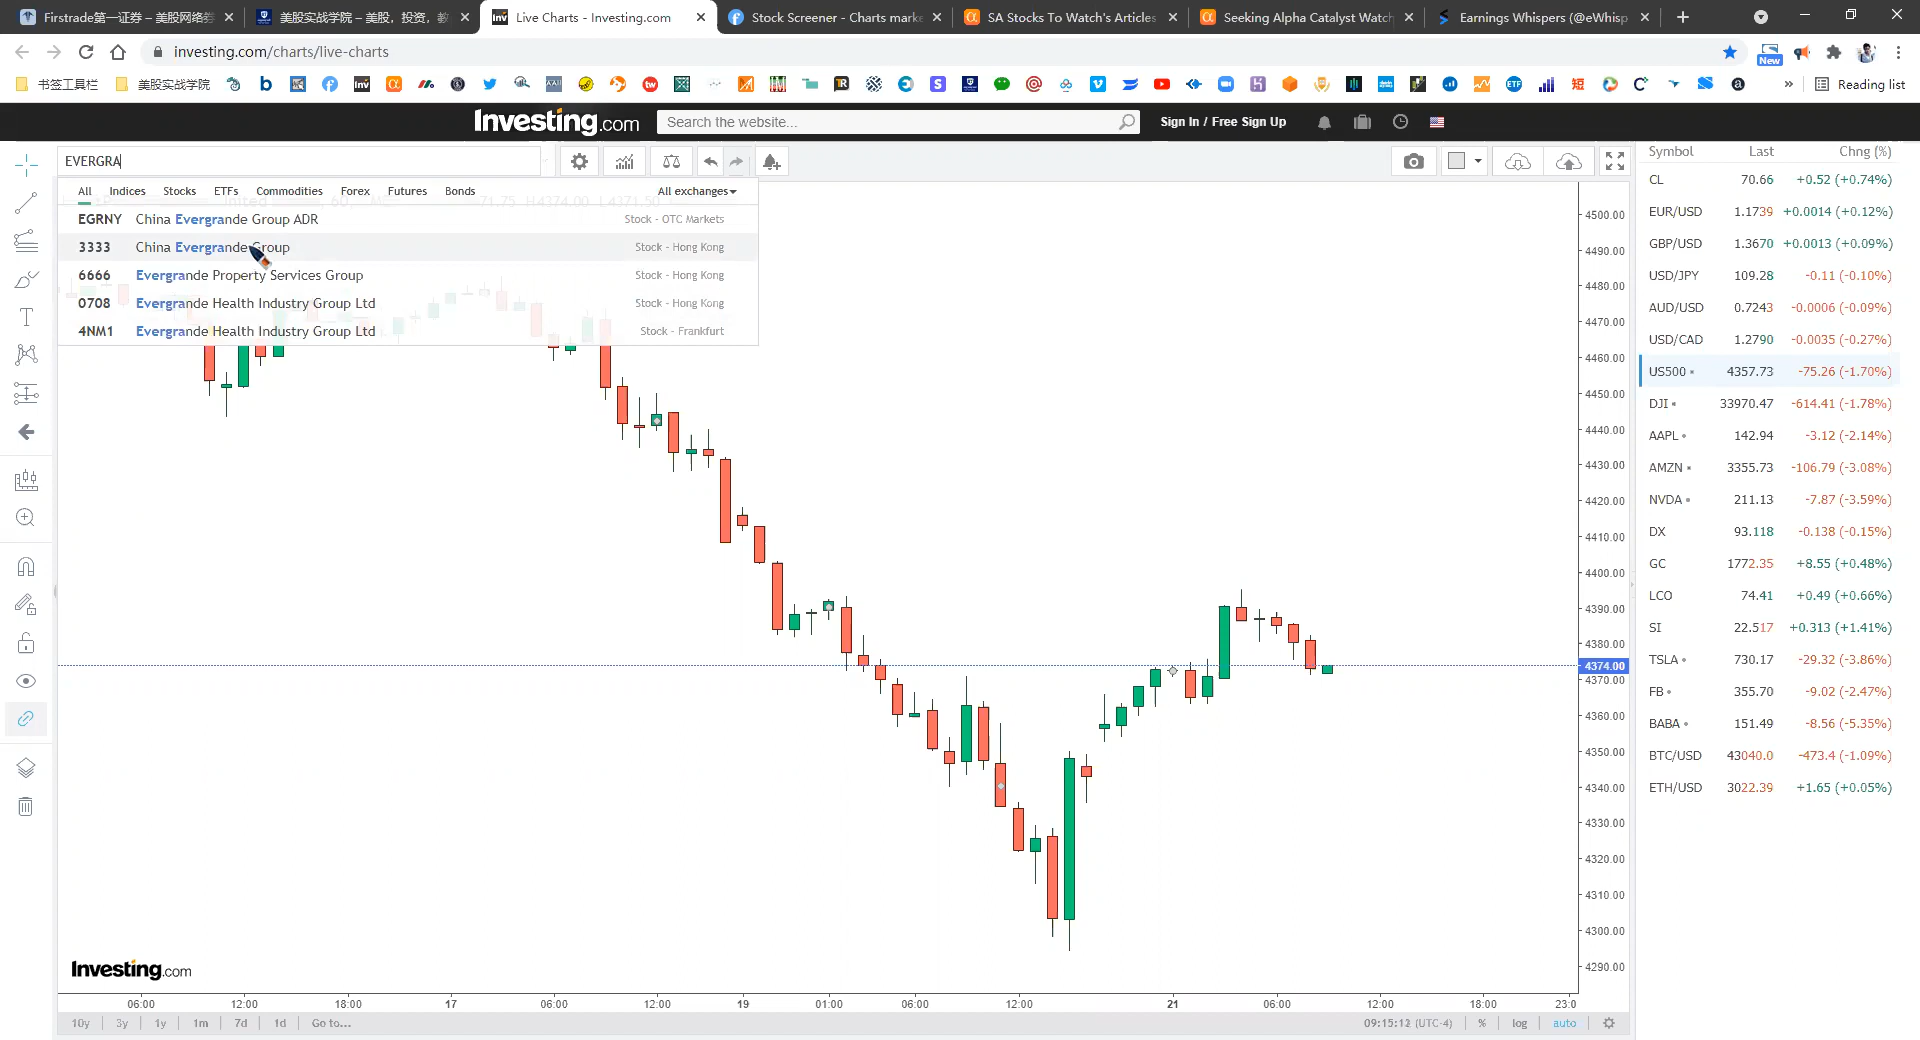 Firstrade第一证券 – 美股网络券
美股实战学院 – 美股，投资，教
Live Charts - Investing.com
Stock Screener - Charts mark
SA Stocks To Watch's Articles
Seeking Alpha Catalyst Watch
Earnings Whispers (@eWhisp
investing.com/charts/live-charts
New
书签工具栏
美股实战学院
Reading list
Investing.com
Search the website...
Sign In / Free Sign Up
EVERGRA
All Indices Stocks ETFs Commodities Forex Futures Bonds All exchanges
EGRNY China Evergrande Group ADR Stock - OTC Markets
3333 China Evergrande Group Stock - Hong Kong
6666 Evergrande Property Services Group Stock - Hong Kong
0708 Evergrande Health Industry Group Ltd Stock - Hong Kong
4NM1 Evergrande Health Industry Group Ltd Stock - Frankfurt
4500.00
4490.00
4480.00
4470.00
4460.00
4450.00
4440.00
4430.00
4420.00
4410.00
4400.00
4390.00
4380.00
4374.00
4370.00
4360.00
4350.00
4340.00
4330.00
4320.00
4310.00
4300.00
4290.00
Investing.com
06:00 12:00 18:00 17 06:00 12:00 19 01:00 06:00 12:00 21 06:00 12:00 18:00 23:0
10y 3y 1y 1m 7d 1d Go to...
09:15:12 (UTC-4) % log auto
Symbol Last Chng (%)
CL 70.66 +0.52 (+0.74%)
EUR/USD 1.1739 +0.0014 (+0.12%)
GBP/USD 1.3670 +0.0013 (+0.09%)
USD/JPY 109.28 -0.11 (-0.10%)
AUD/USD 0.7243 -0.0006 (-0.09%)
USD/CAD 1.2790 -0.0035 (-0.27%)
US500 4357.73 -75.26 (-1.70%)
DJI 33970.47 -614.41 (-1.78%)
AAPL 142.94 -3.12 (-2.14%)
AMZN 3355.73 -106.79 (-3.08%)
NVDA 211.13 -7.87 (-3.59%)
DX 93.118 -0.138 (-0.15%)
GC 1772.35 +8.55 (+0.48%)
LCO 74.41 +0.49 (+0.66%)
SI 22.517 +0.313 (+1.41%)
TSLA 730.17 -29.32 (-3.86%)
FB 355.70 -9.02 (-2.47%)
BABA 151.49 -8.56 (-5.35%)
BTC/USD 43040.0 -473.4 (-1.09%)
ETH/USD 3022.39 +1.65 (+0.05%)